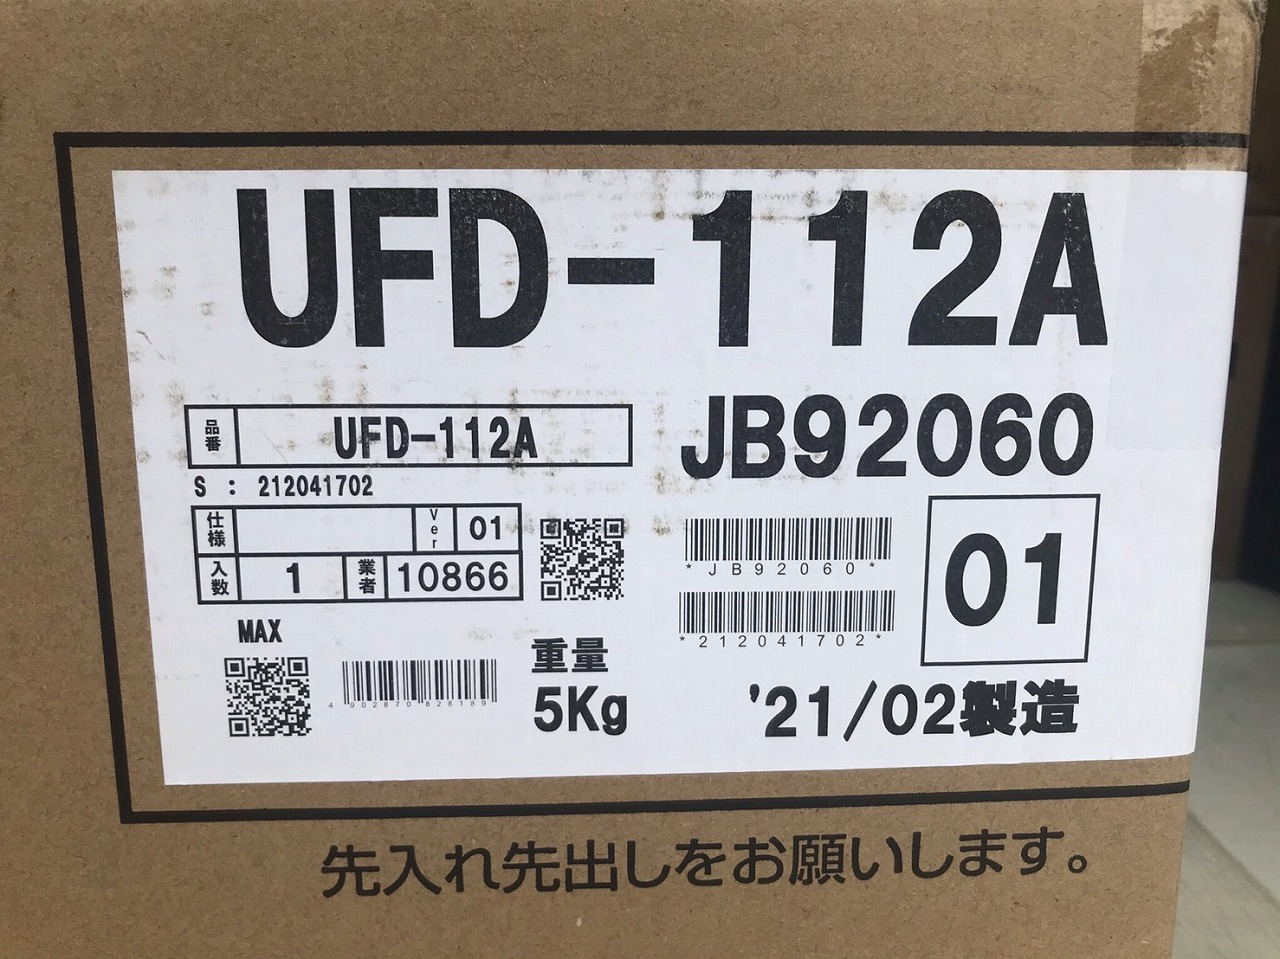 UFD-112A
品番 UFD-112A
JB92060
S : 212041702
仕様 Ver 01
入数 1 業者 10866
*JB92060*
*212041702*
01
MAX
4902870828189
重量
5Kg
'21/02製造
先入れ先出しをお願いします。